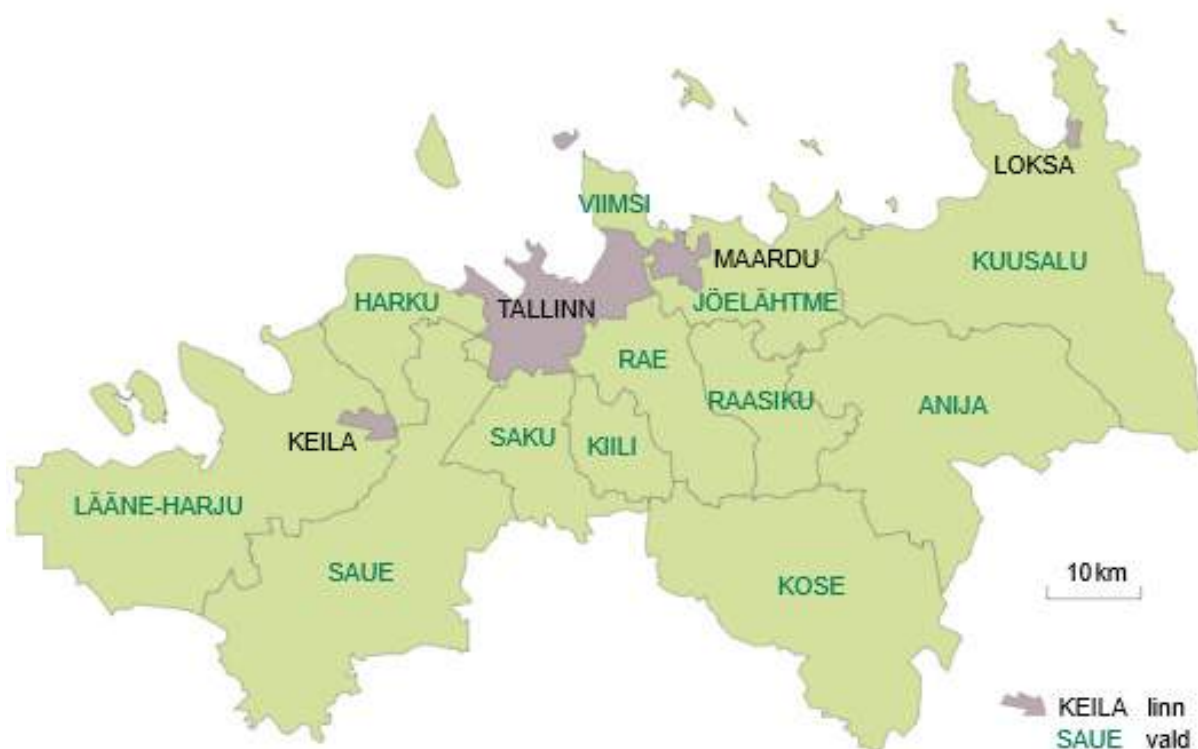 LOKSA
VIIMSI
MAARDU
KUUSALU
HARKU
TALLINN
JÖELÄHTME
RAE
RAASIKU
ANIJA
KEILA
SAKU
KIILI
LÄÄNE-HARJU
SAUE
KOSE
10 km
KEILA linn
SAUE vald